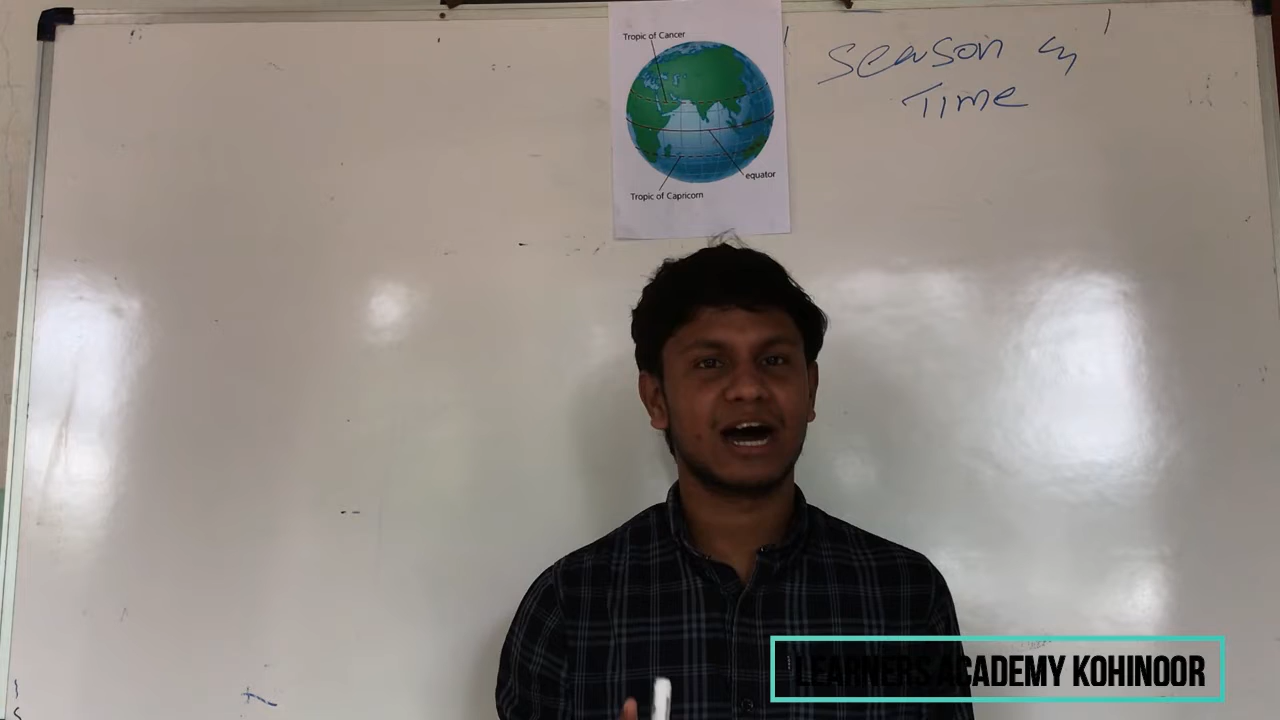 Tropic of Cancer
equator
Tropic of Capricorn
season &
Time
LEARNERS ACADEMY KOHINOOR